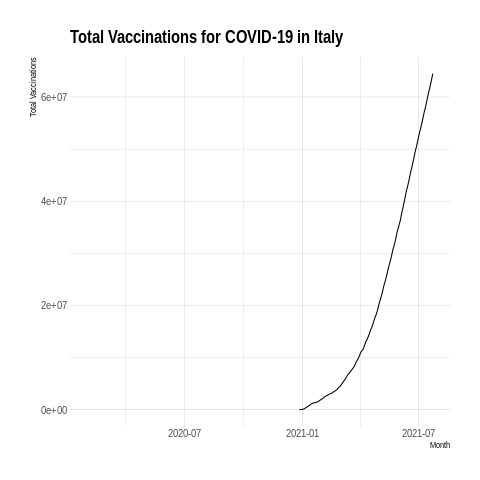 Total Vaccinations for COVID-19 in Italy
Total Vaccinations
6e+07
4e+07
2e+07
0e+00
2020-07 2021-01 2021-07
Month